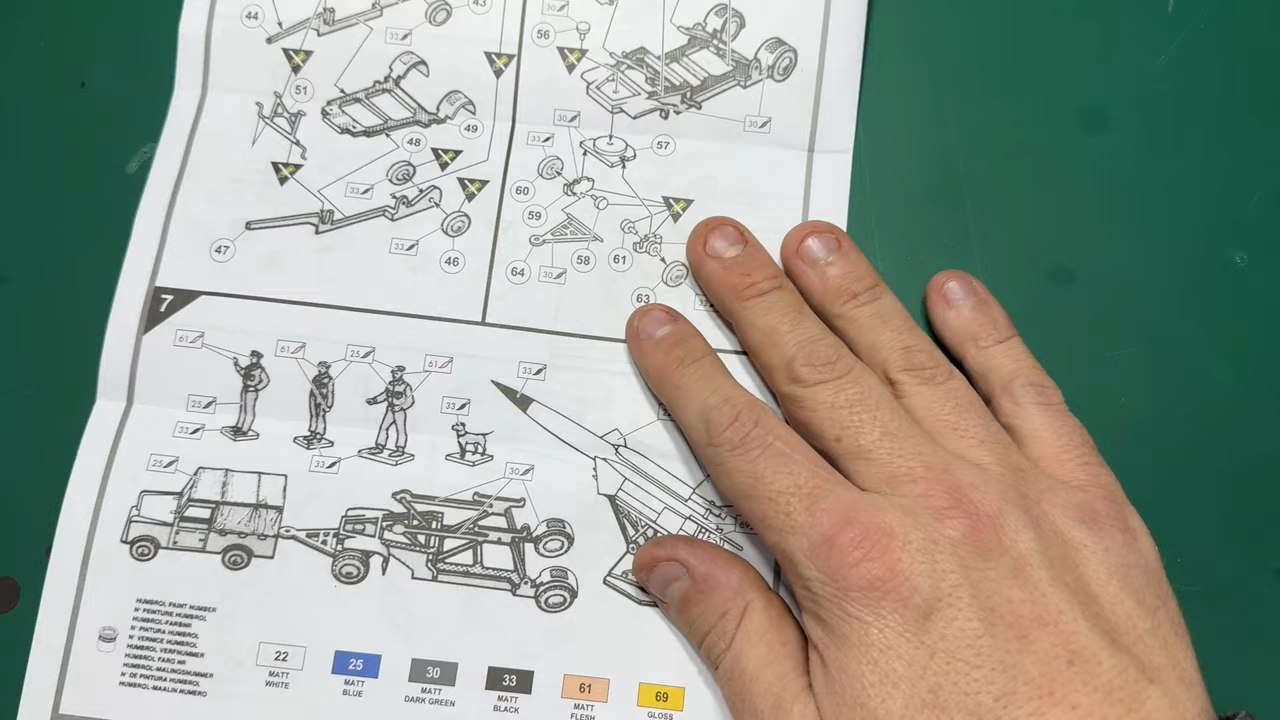 44
43
33
51
49
48
33
47
33
46
30
56
30
30
33
57
60
59
58
61
64
30
63
7
61
61
25
61
33
25
33
33
33
25
30
HUMBROL PAINT NUMBER
N° PEINTURE HUMBROL
HUMBROL-FARBNR
N° PINTURA HUMBROL
N° VERNICE HUMBROL
HUMBROL VERFNUMMER
HUMBROL FARG NR
HUMBROL-MALINGSNUMMER
N° DE PINTURA HUMBROL
HUMBROL-MAALIN NUMERO
22
MATT
WHITE
25
MATT
BLUE
30
MATT
DARK GREEN
33
MATT
BLACK
61
MATT
FLESH
69
GLOSS